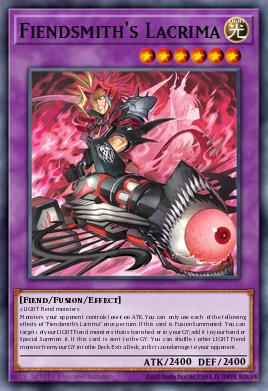 FIENDSMITH'S LACRIMA
光
[FIEND/FUSION/EFFECT]
2 LIGHT Fiend monsters
Monsters your opponent controls lose 600 ATK. You can only use each of the following
effects of "Fiendsmith's Lacrima" once per turn. If this card is Fusion Summoned: You can
target 1 of your LIGHT Fiend monsters that is banished or in your GY; add it to your hand or
Special Summon it. If this card is sent to the GY: You can shuffle 1 other LIGHT Fiend
monster from your GY into the Deck/Extra Deck; inflict 1200 damage to your opponent.
ATK/2400 DEF/2400